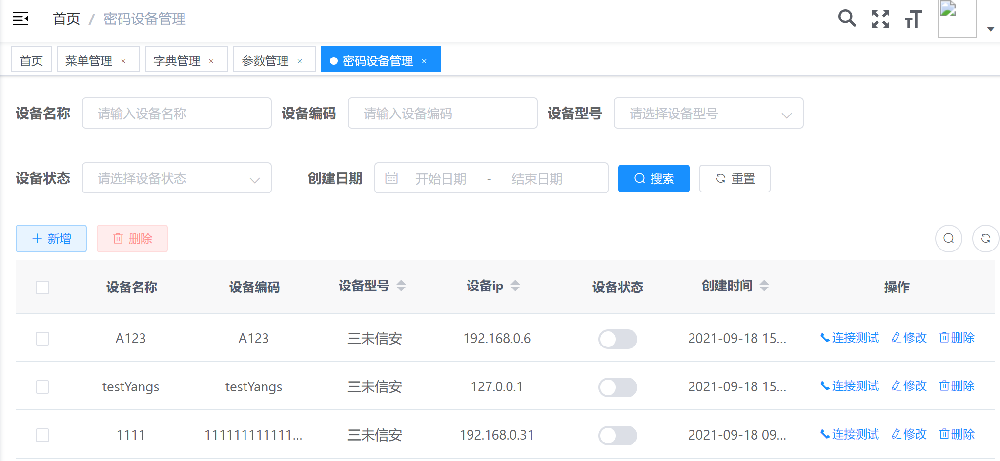 首页 / 密码设备管理
首页 菜单管理 × 字典管理 × 参数管理 × 密码设备管理 ×
设备名称 请输入设备名称 设备编码 请输入设备编码 设备型号 请选择设备型号
设备状态 请选择设备状态 创建日期 开始日期 - 结束日期 搜索 重置
新增 删除
设备名称 设备编码 设备型号 设备ip 设备状态 创建时间 操作
A123 A123 三未信安 192.168.0.6 2021-09-18 15... 连接测试 修改 删除
testYangs testYangs 三未信安 127.0.0.1 2021-09-18 15... 连接测试 修改 删除
1111 111111111111... 三未信安 192.168.0.31 2021-09-18 09... 连接测试 修改 删除